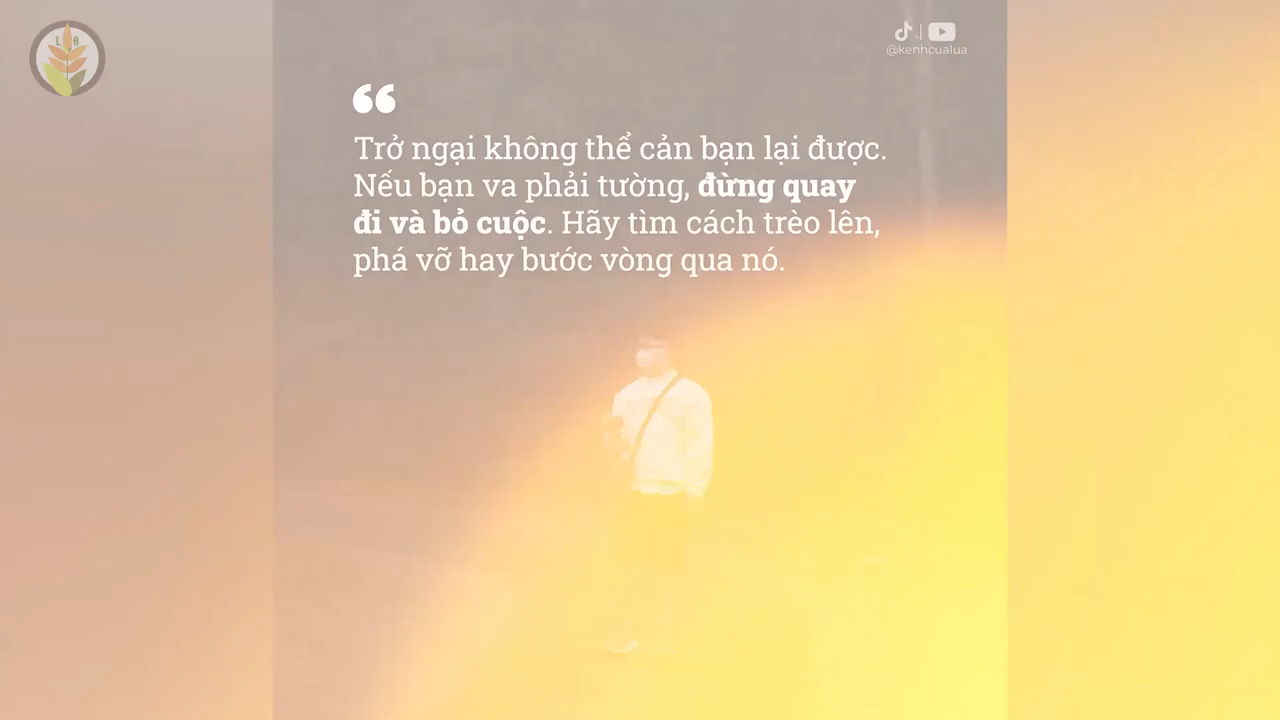 L A
@kenhcualua
“
Trở ngại không thể cản bạn lại được.
Nếu bạn va phải tường, đừng quay
đi và bỏ cuộc. Hãy tìm cách trèo lên,
phá vỡ hay bước vòng qua nó.